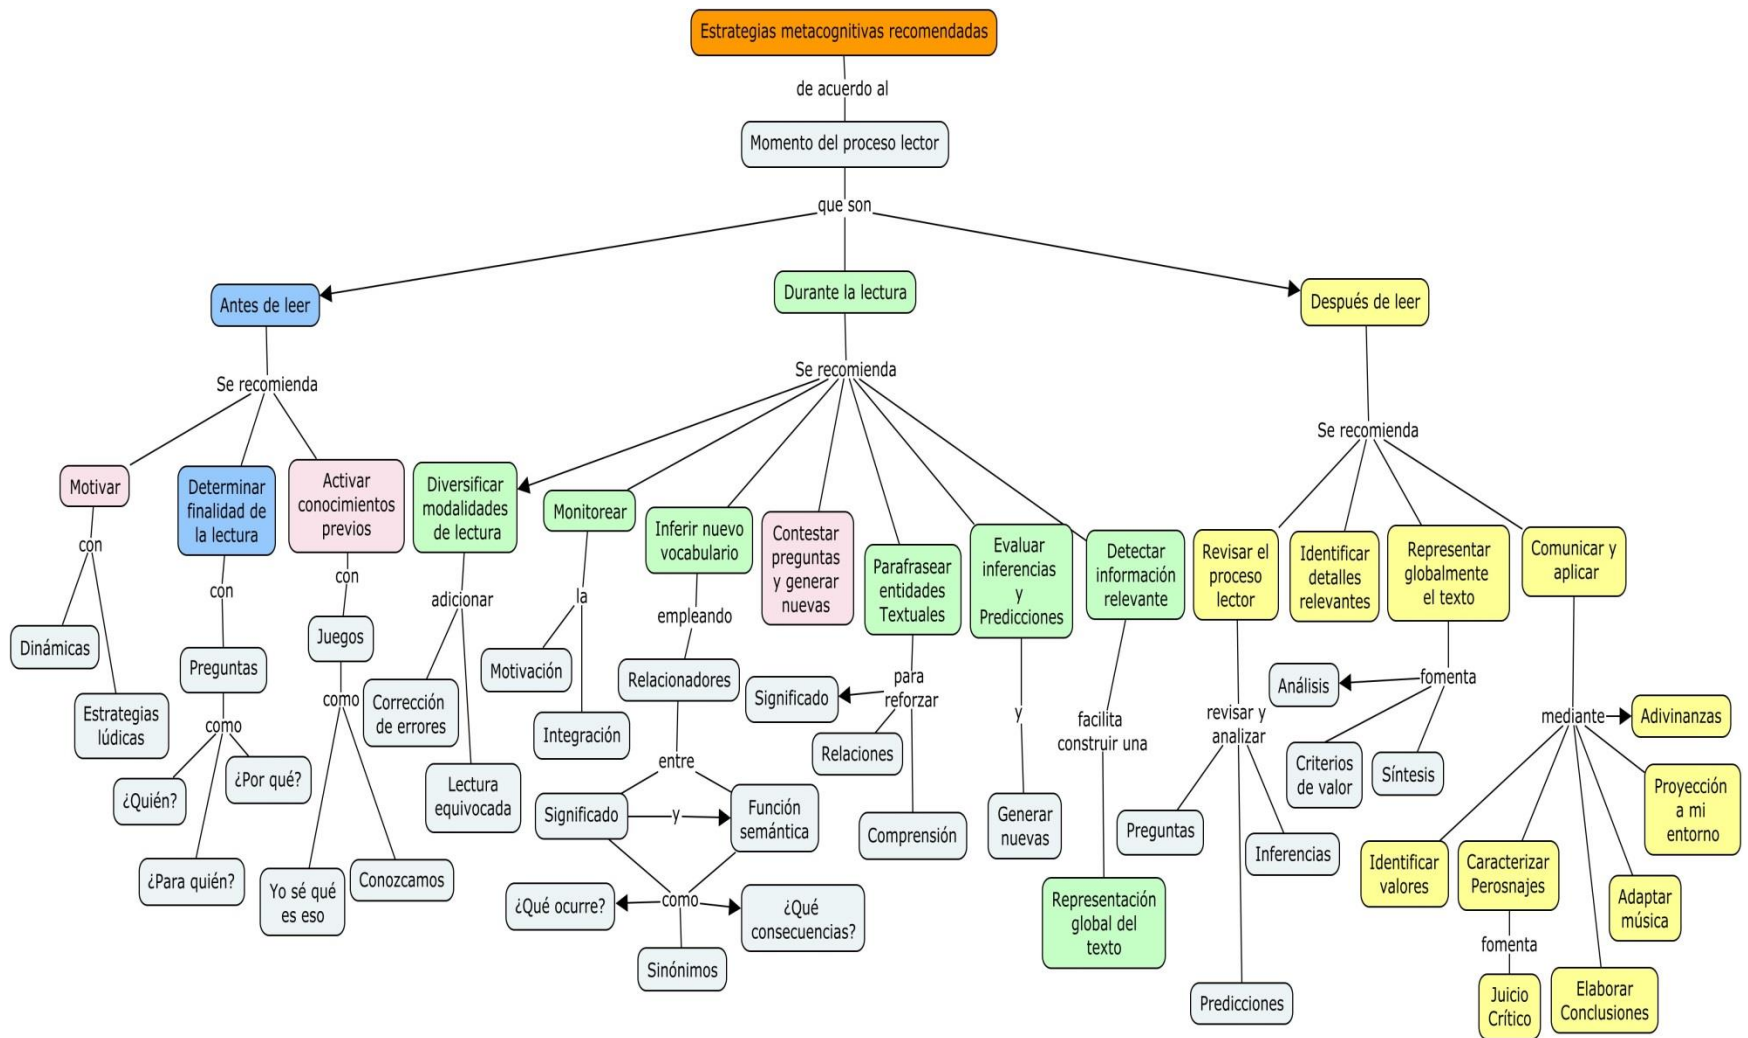 Estrategias metacognitivas recomendadas
de acuerdo al
Momento del proceso lector
que son
Antes de leer
Durante la lectura
Después de leer
Se recomienda
Se recomienda
Se recomienda
Motivar
Determinar
finalidad de
la lectura
Activar
conocimientos
previos
Diversificar
modalidades
de lectura
Monitorear
Inferir nuevo
vocabulario
Contestar
preguntas
y generar
nuevas
Parafrasear
entidades
Textuales
Evaluar
inferencias
y
Predicciones
Detectar
información
relevante
Revisar el
proceso
lector
Identificar
detalles
relevantes
Representar
globalmente
el texto
Comunicar y
aplicar
con
con
con
adicionar
la
empleando
para
reforzar
y
facilita
construir una
revisar y
analizar
fomenta
mediante
Dinámicas
Estrategias
lúdicas
Preguntas
como
¿Quién?
¿Por qué?
¿Para quién?
Juegos
como
Yo sé qué
es eso
Conozcamos
Corrección
de errores
Lectura
equivocada
Motivación
Integración
Relacionadores
entre
Significado
y
Función
semántica
como
¿Qué ocurre?
¿Qué
consecuencias?
Sinónimos
Significado
Relaciones
Comprensión
Generar
nuevas
Representación
global del
texto
Preguntas
Inferencias
Predicciones
Análisis
Criterios
de valor
Síntesis
Adivinanzas
Proyección
a mi
entorno
Identificar
valores
Caracterizar
Perosnajes
Adaptar
música
fomenta
Juicio
Crítico
Elaborar
Conclusiones